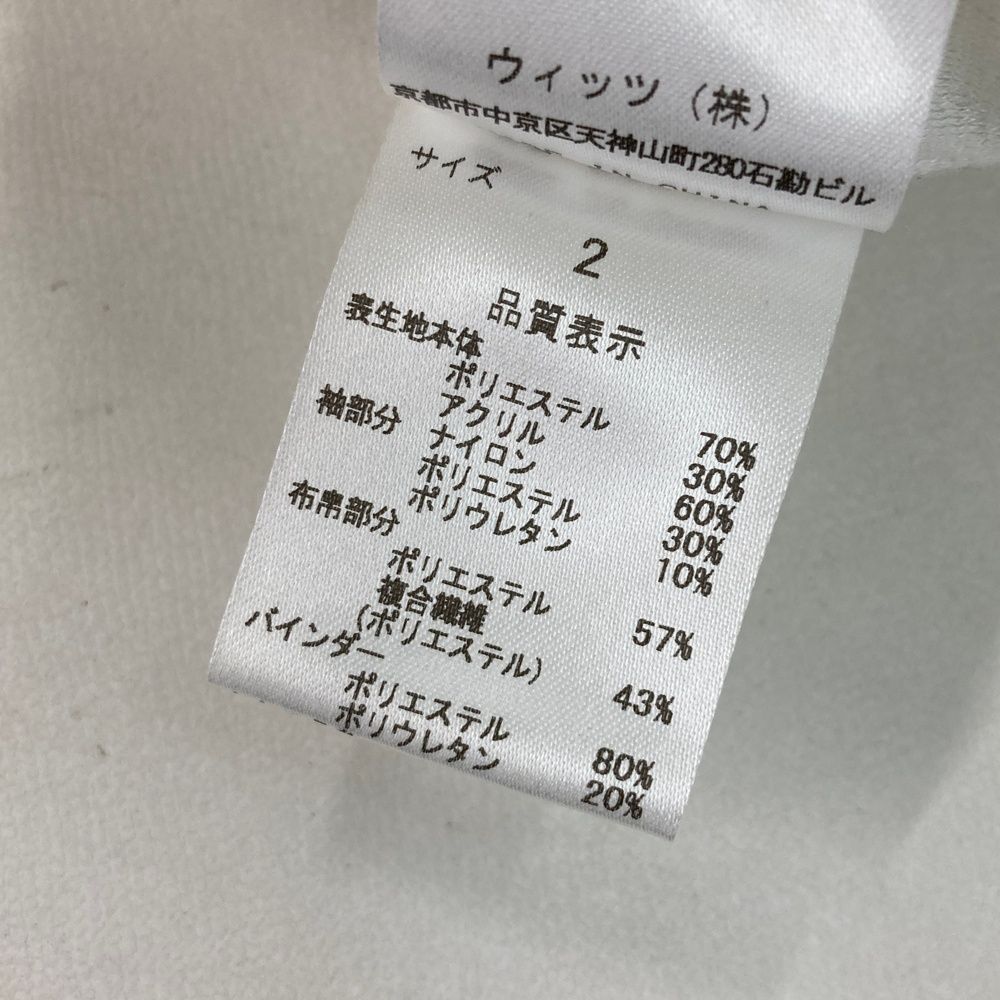 ウィッツ（株）
京都市中京区天神山町280石勘ビル
サイズ
2
品質表示
表生地本体
ポリエステル 70%
アクリル 30%
袖部分 ナイロン 60%
ポリエステル 30%
ポリウレタン 10%
布帛部分
ポリエステル 57%
複合繊維
(ポリエステル) 43%
バインダー
ポリエステル 80%
ポリウレタン 20%